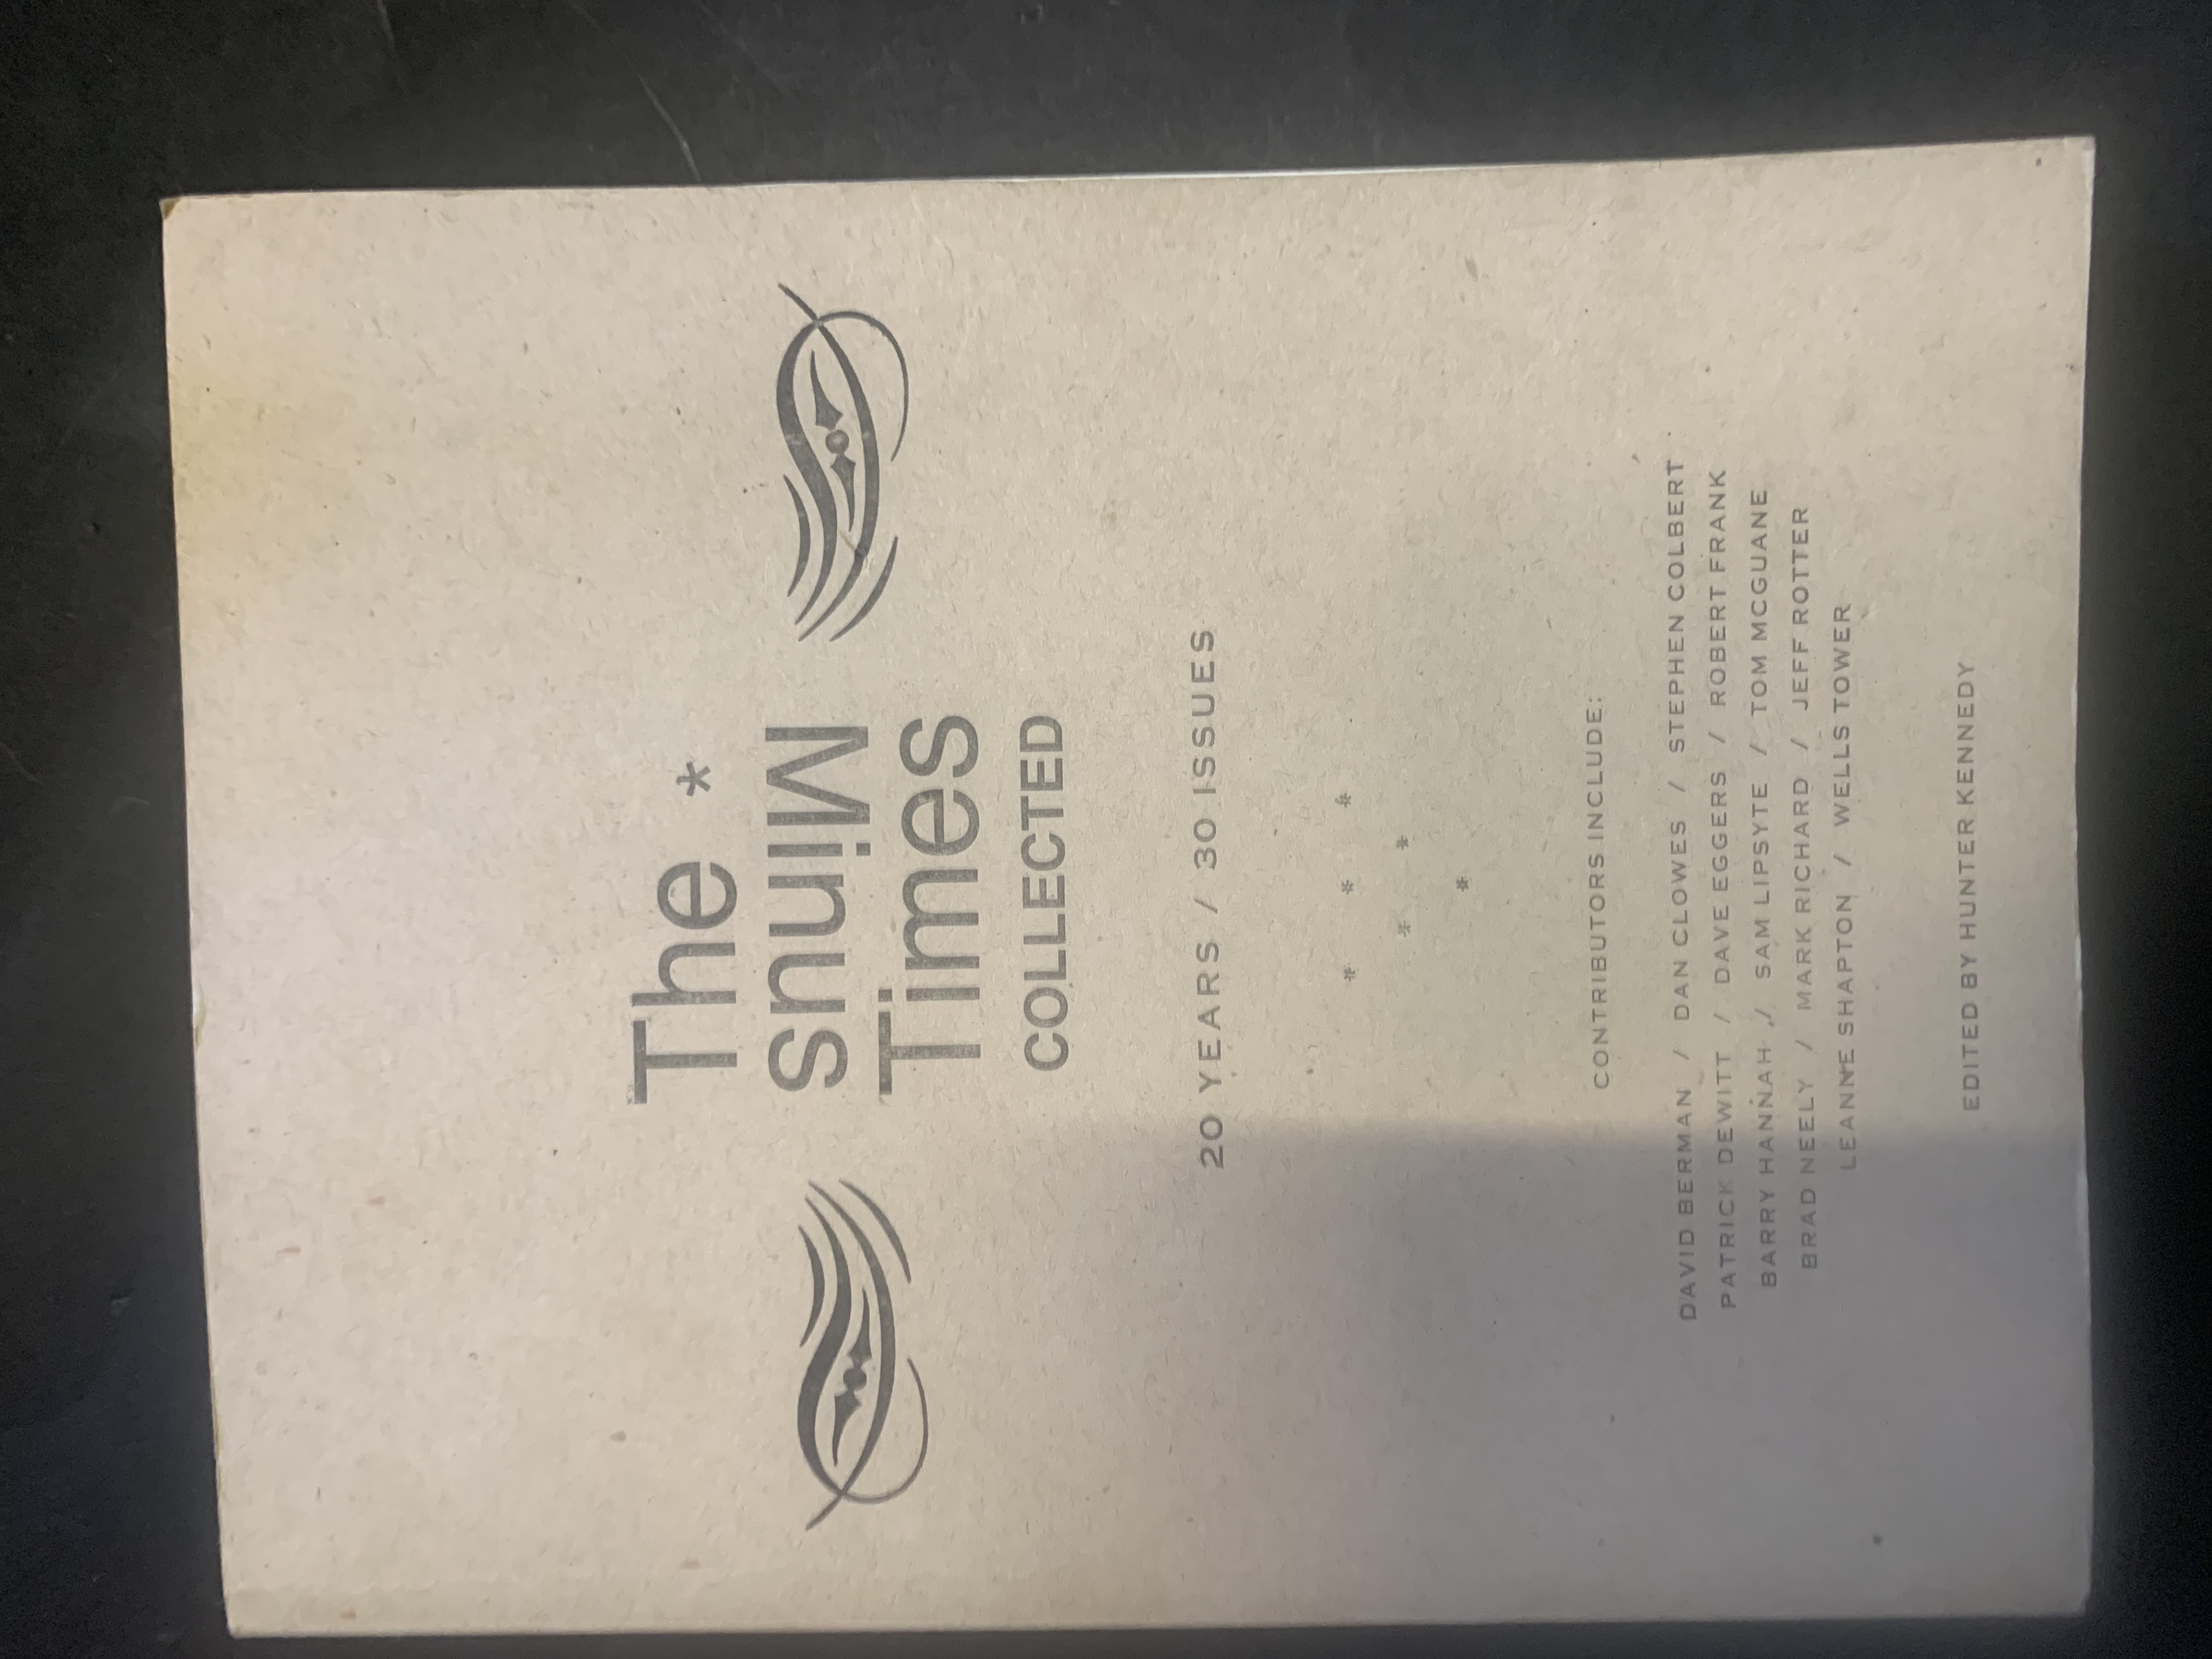 The *
Minus
Times
COLLECTED
20 YEARS / 30 ISSUES
* * *
* *
*
CONTRIBUTORS INCLUDE:
DAVID BERMAN / DAN CLOWES / STEPHEN COLBERT
PATRICK DEWITT / DAVE EGGERS / ROBERT FRANK
BARRY HANNAH / SAM LIPSYTE / TOM MCGUANE
BRAD NEELY / MARK RICHARD / JEFF ROTTER
LEANNE SHAPTON / WELLS TOWER
EDITED BY HUNTER KENNEDY